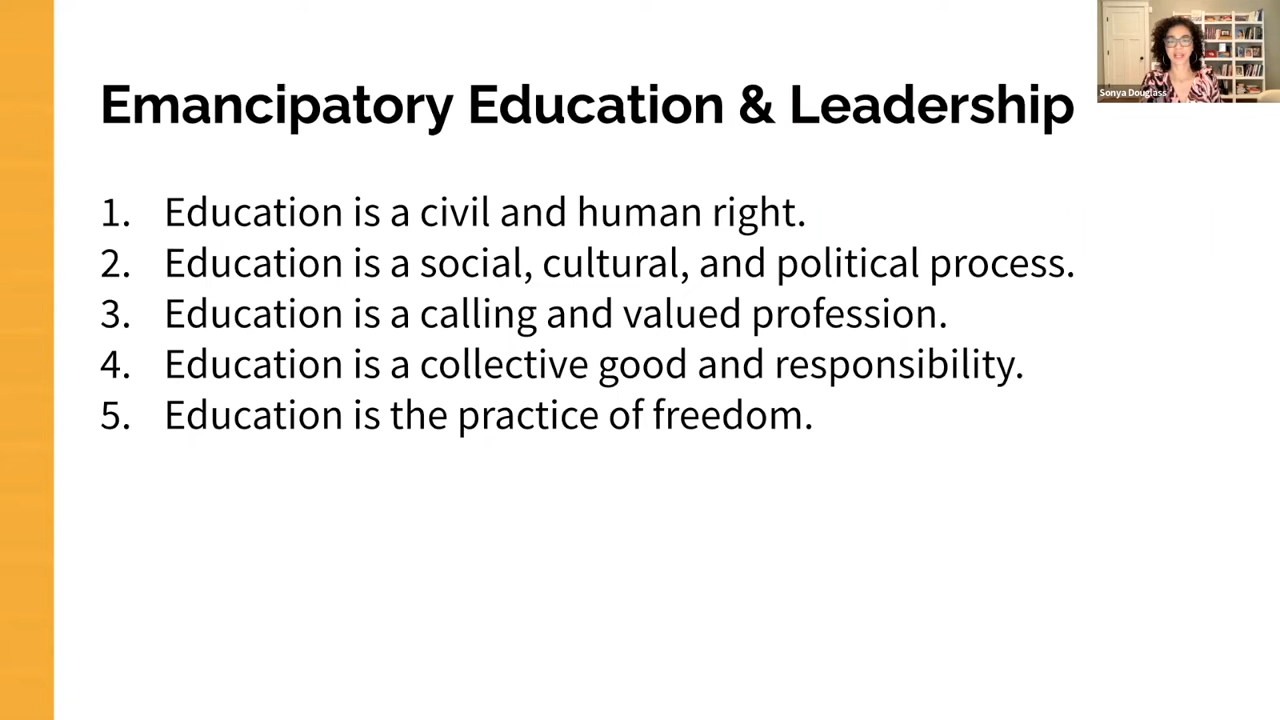 Emancipatory Education & Leadership
Sonya Douglass
1. Education is a civil and human right.
2. Education is a social, cultural, and political process.
3. Education is a calling and valued profession.
4. Education is a collective good and responsibility.
5. Education is the practice of freedom.